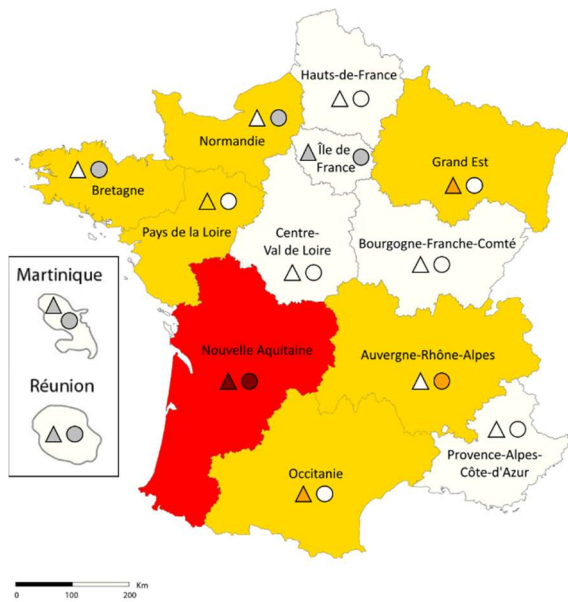 Hauts-de-France
Normandie
Île de
France
Grand Est
Bretagne
Pays de la Loire
Centre-
Val de Loire
Bourgogne-Franche-Comté
Martinique
Réunion
Nouvelle Aquitaine
Auvergne-Rhône-Alpes
Provence-Alpes-
Côte-d'Azur
Occitanie
Km
0 100 200